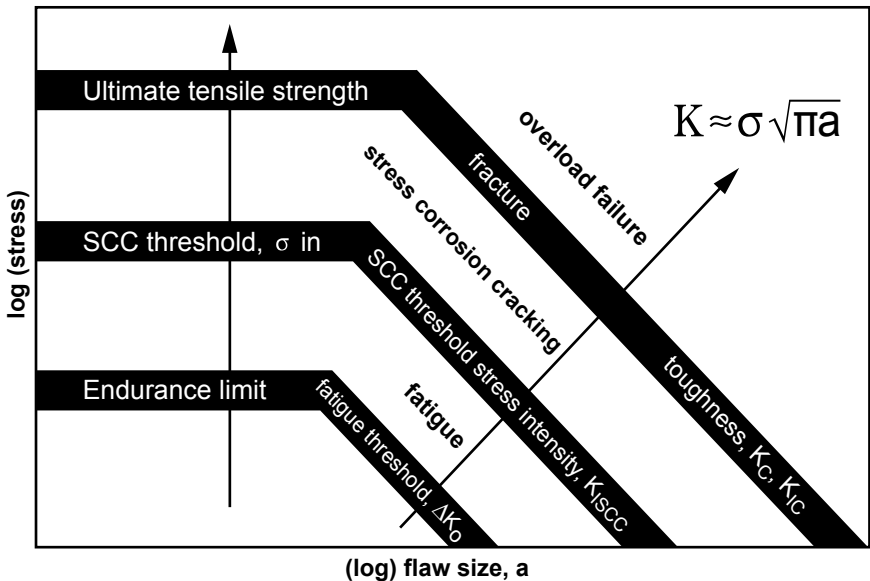 Ultimate tensile strength
SCC threshold, σ in
Endurance limit
fracture
toughness, KC, KIC
SCC threshold stress intensity, KISCC
fatigue threshold, ΔKo
overload failure
stress corrosion cracking
fatigue
K≈σ√πa
log (stress)
(log) flaw size, a